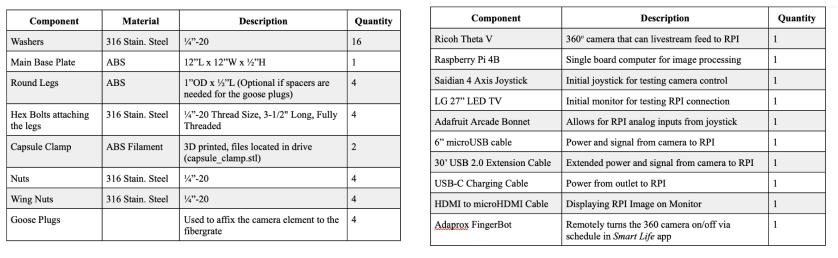 Component Material Description Quantity
Washers 316 Stain. Steel ¼”-20 16
Main Base Plate ABS 12”L x 12”W x ½”H 1
Round Legs ABS 1”OD x ½”L (Optional if spacers are 4
needed for the goose plugs)
Hex Bolts attaching 316 Stain. Steel ¼”-20 Thread Size, 3-1/2" Long, Fully 4
the legs Threaded
Capsule Clamp ABS Filament 3D printed, files located in drive 2
(capsule_clamp.stl)
Nuts 316 Stain. Steel ¼”-20 4
Wing Nuts 316 Stain. Steel ¼”-20 4
Goose Plugs Used to affix the camera element to the 4
fibergrate
Component Description Quantity
Ricoh Theta V 360° camera that can livestream feed to RPI 1
Raspberry Pi 4B Single board computer for image processing 1
Saidian 4 Axis Joystick Initial joystick for testing camera control 1
LG 27” LED TV Initial monitor for testing RPI connection 1
Adafruit Arcade Bonnet Allows for RPI analog inputs from joystick 1
6” microUSB cable Power and signal from camera to RPI 1
30’ USB 2.0 Extension Cable Extended power and signal from camera to RPI 1
USB-C Charging Cable Power from outlet to RPI 1
HDMI to microHDMI Cable Displaying RPI Image on Monitor 1
Adaprox FingerBot Remotely turns the 360 camera on/off via 1
schedule in Smart Life app